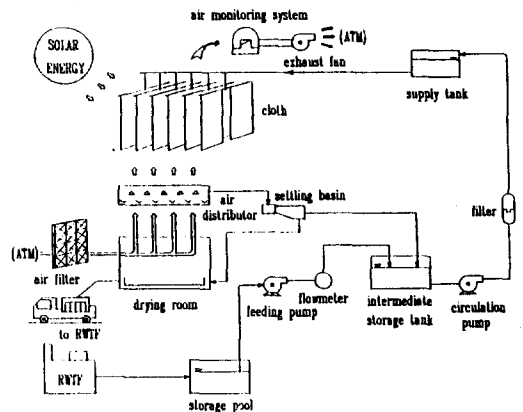 air monitoring system
SOLAR
ENERGY
(ATM)
exhaust fan
supply tank
cloth
air
distributor
settling basin
filter
(ATM)
air filter
drying room
feeding pump
flowmeter
intermediate
storage tank
circulation
pump
to RWTF
RWTF
storage pool